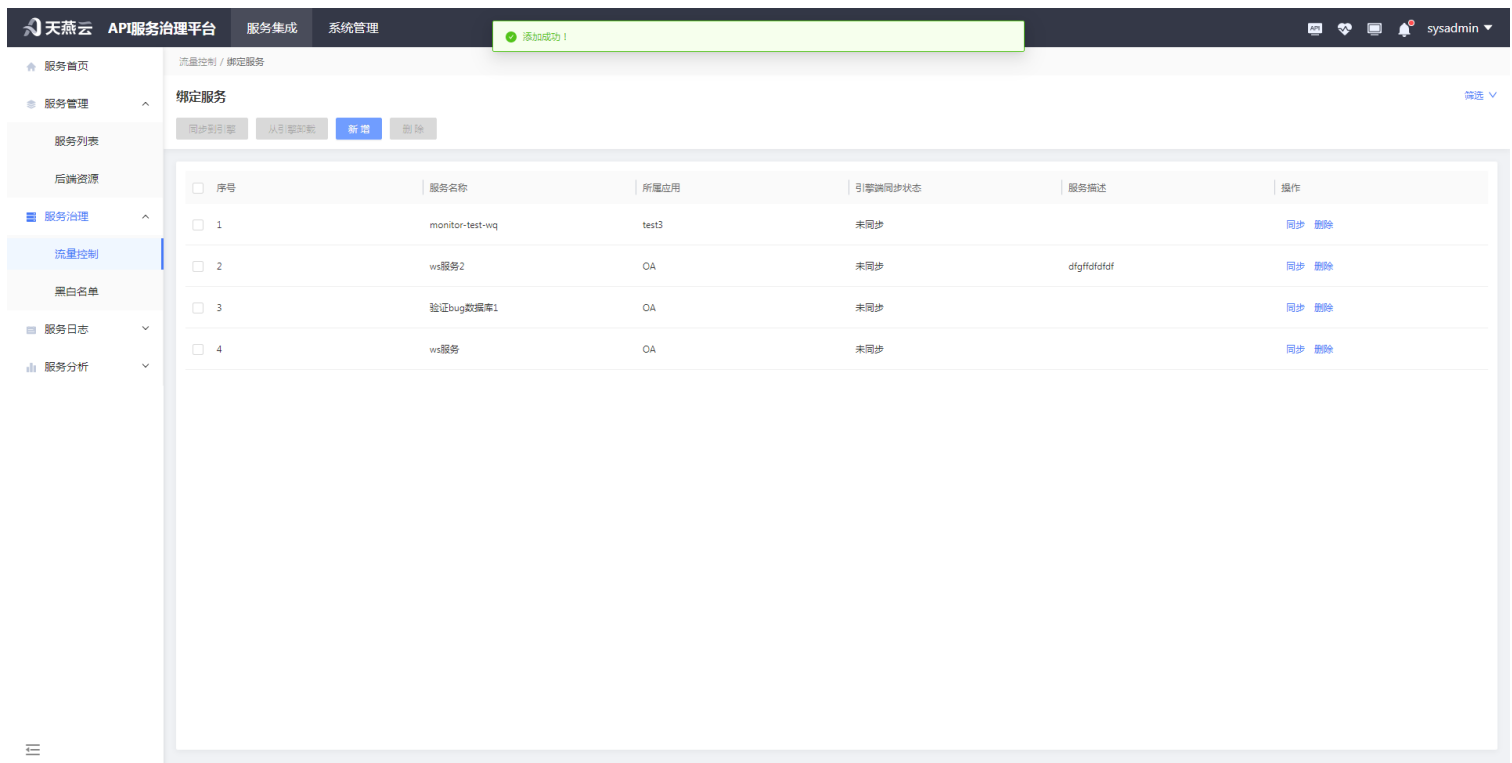 天燕云 API服务治理平台 服务集成 系统管理 添加成功！ API sysadmin
服务首页
服务管理
服务列表
后端资源
服务治理
流量控制
黑白名单
服务日志
服务分析
流量控制 / 绑定服务
绑定服务 筛选
同步到引擎 从引擎卸载 新增 删除
序号 服务名称 所属应用 引擎端同步状态 服务描述 操作
1 monitor-test-wq test3 未同步 同步 删除
2 ws服务2 OA 未同步 dfgffdfdfdf 同步 删除
3 验证bug数据库1 OA 未同步 同步 删除
4 ws服务 OA 未同步 同步 删除